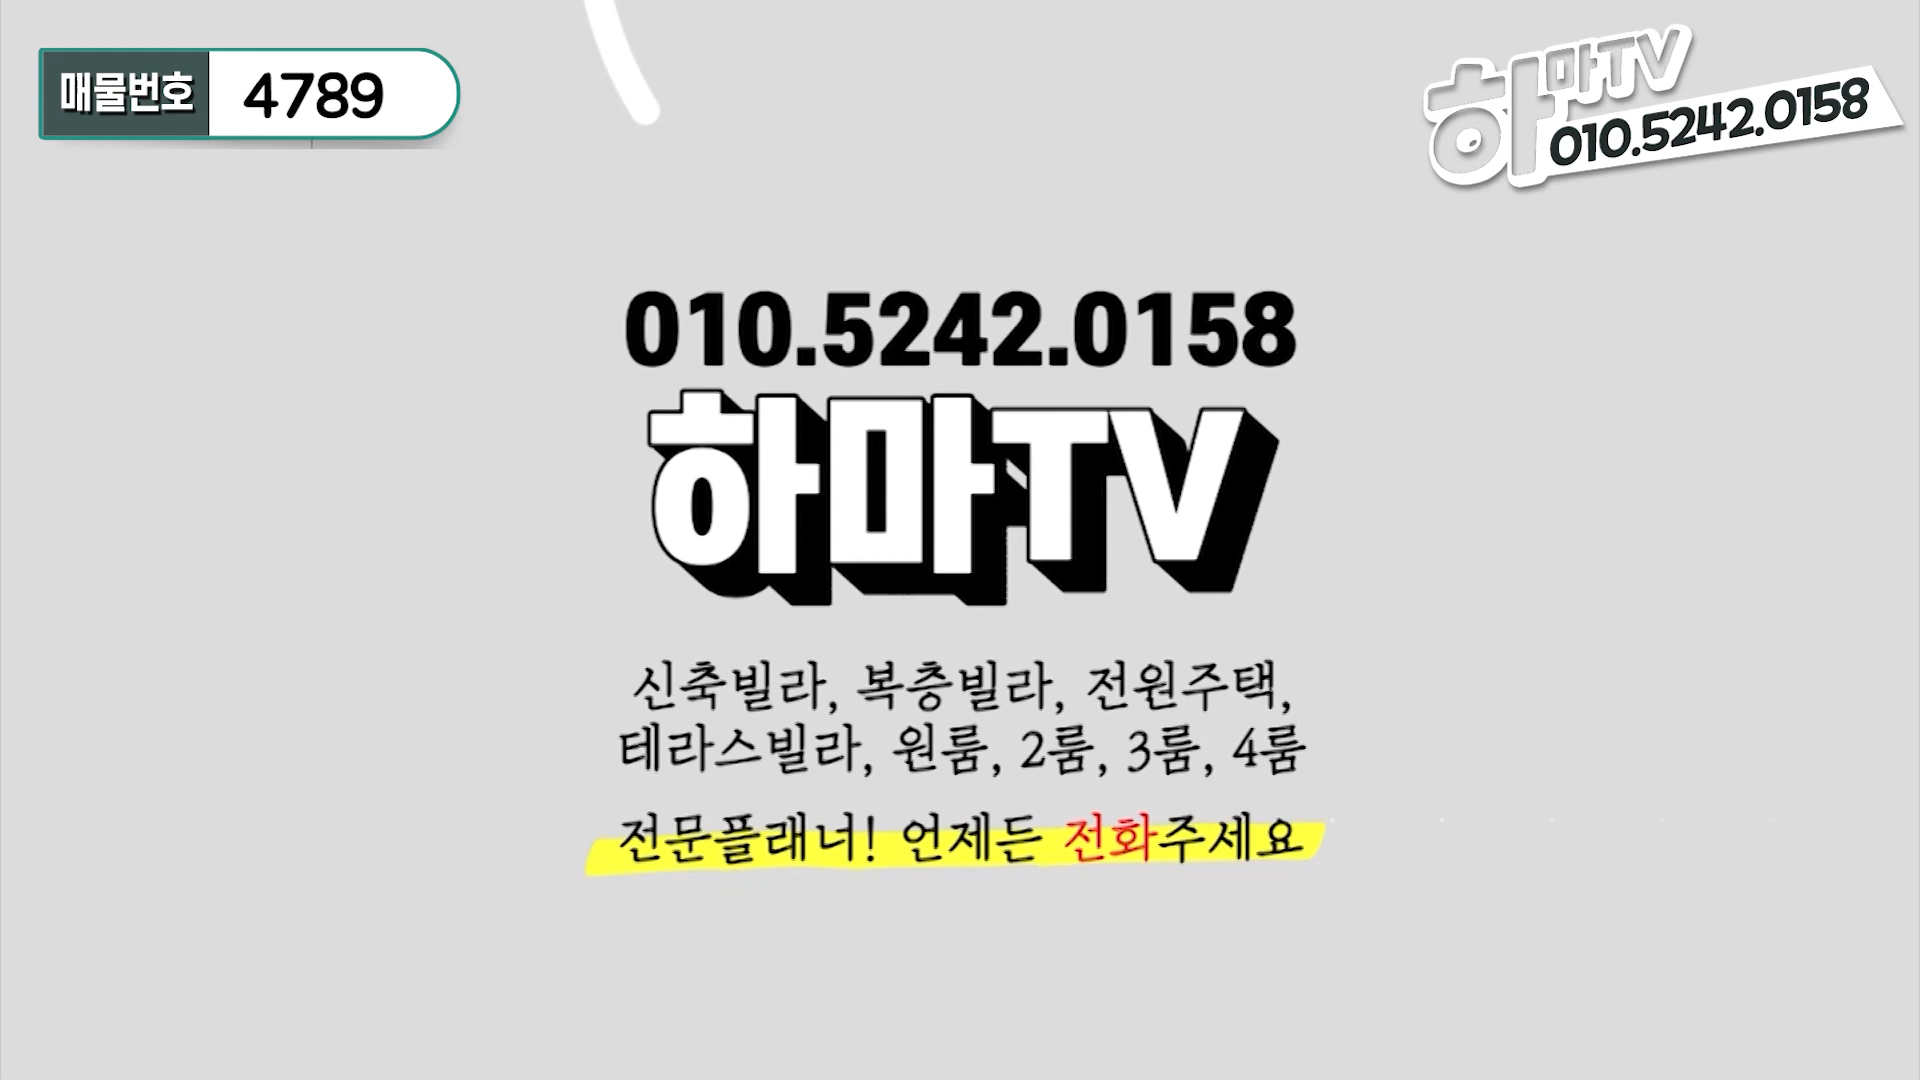 매물번호 4789
하마TV
010.5242.0158
010.5242.0158
하마TV
신축빌라, 복층빌라, 전원주택,
테라스빌라, 원룸, 2룸, 3룸, 4룸
전문플래너! 언제든 전화주세요